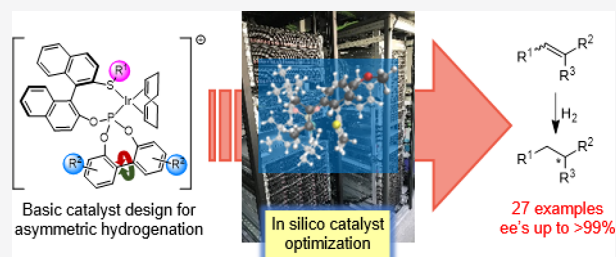 R¹
S
Ir
O
P
O
O
R²
R²
⊕
Basic catalyst design for
asymmetric hydrogenation
In silico catalyst
optimization
R¹
R²
R³
H₂
R¹
R²
*
R³
27 examples
ee's up to >99%